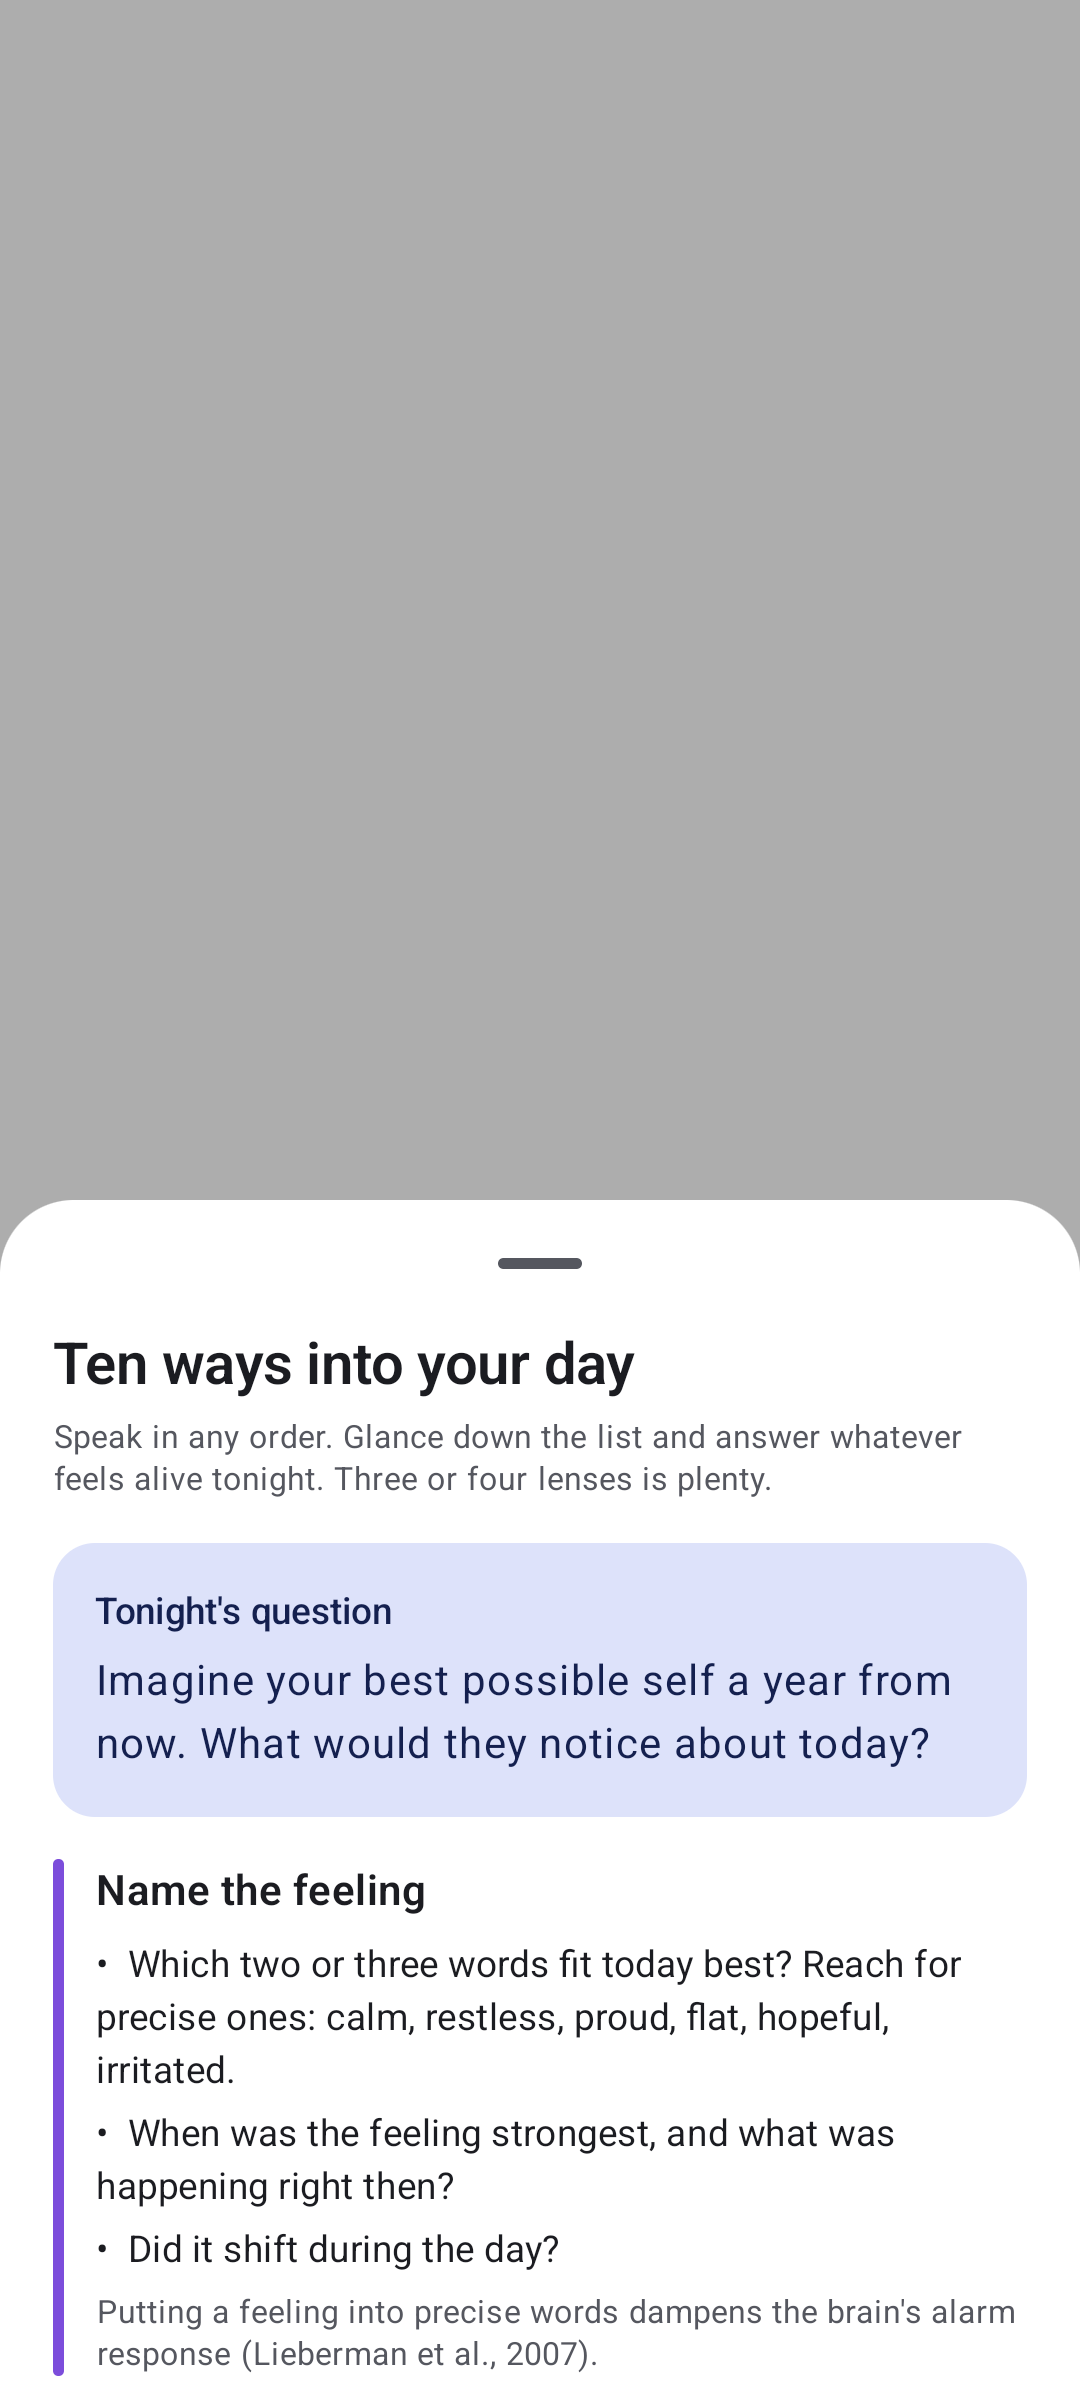 Ten ways into your day
Speak in any order. Glance down the list and answer whatever
feels alive tonight. Three or four lenses is plenty.
Tonight's question
Imagine your best possible self a year from
now. What would they notice about today?
Name the feeling
• Which two or three words fit today best? Reach for
precise ones: calm, restless, proud, flat, hopeful,
irritated.
• When was the feeling strongest, and what was
happening right then?
• Did it shift during the day?
Putting a feeling into precise words dampens the brain's alarm
response (Lieberman et al., 2007).